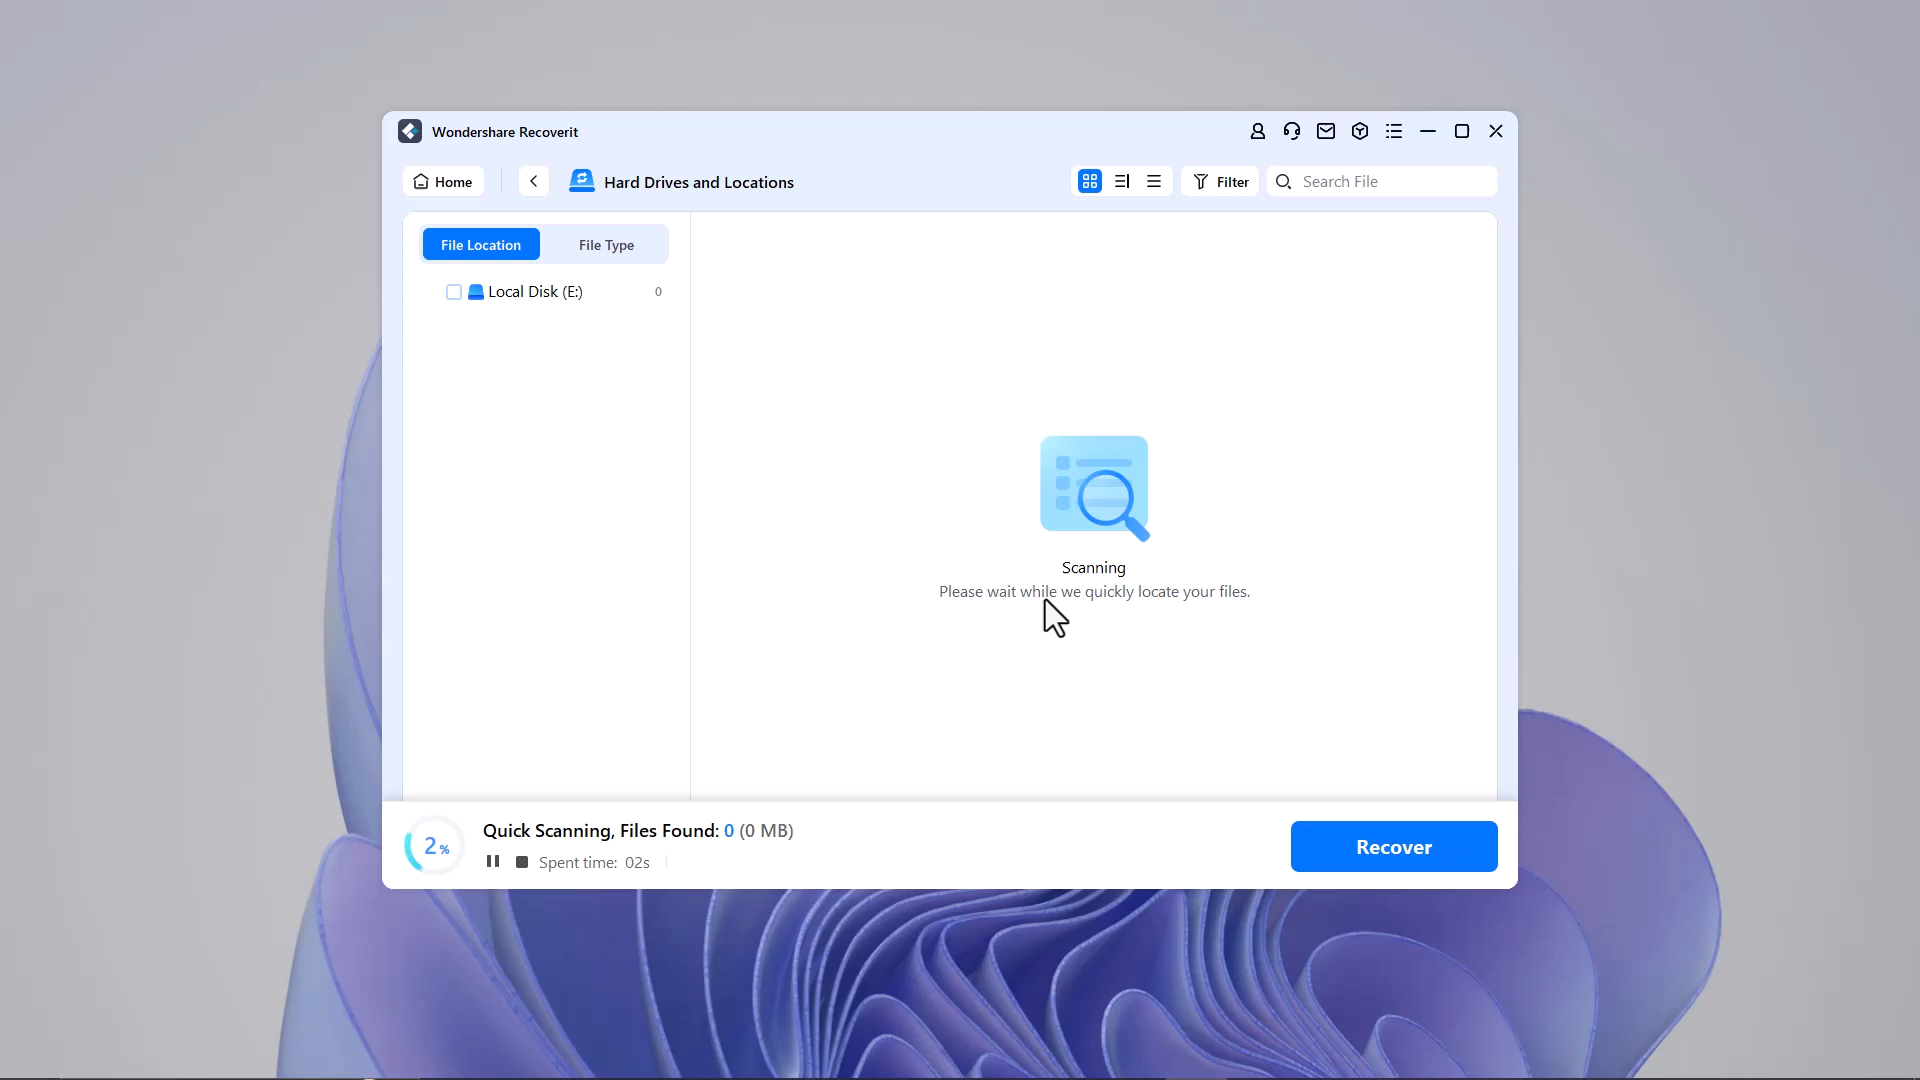 Wondershare Recoverit
Home
Hard Drives and Locations
Filter
Search File
File Location
File Type
Local Disk (E:)
0
Scanning
Please wait while we quickly locate your files.
2%
Quick Scanning, Files Found: 0 (0 MB)
Spent time: 02s
Recover